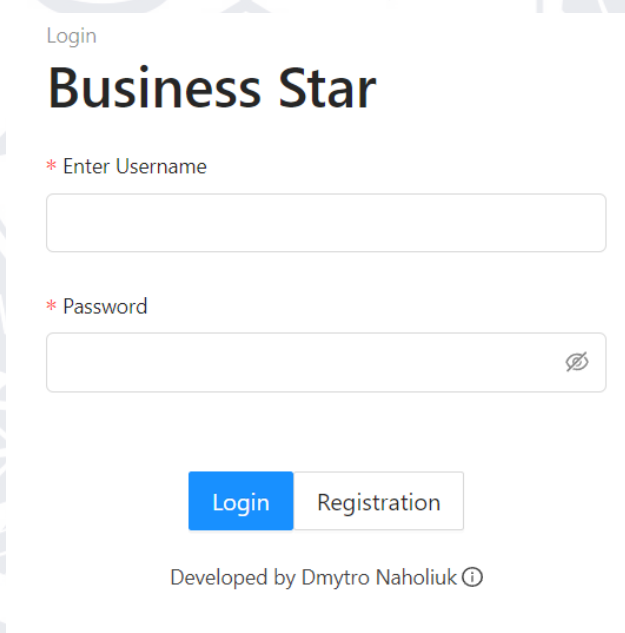 Login
Business Star
* Enter Username
* Password
Login Registration
Developed by Dmytro Naholiuk